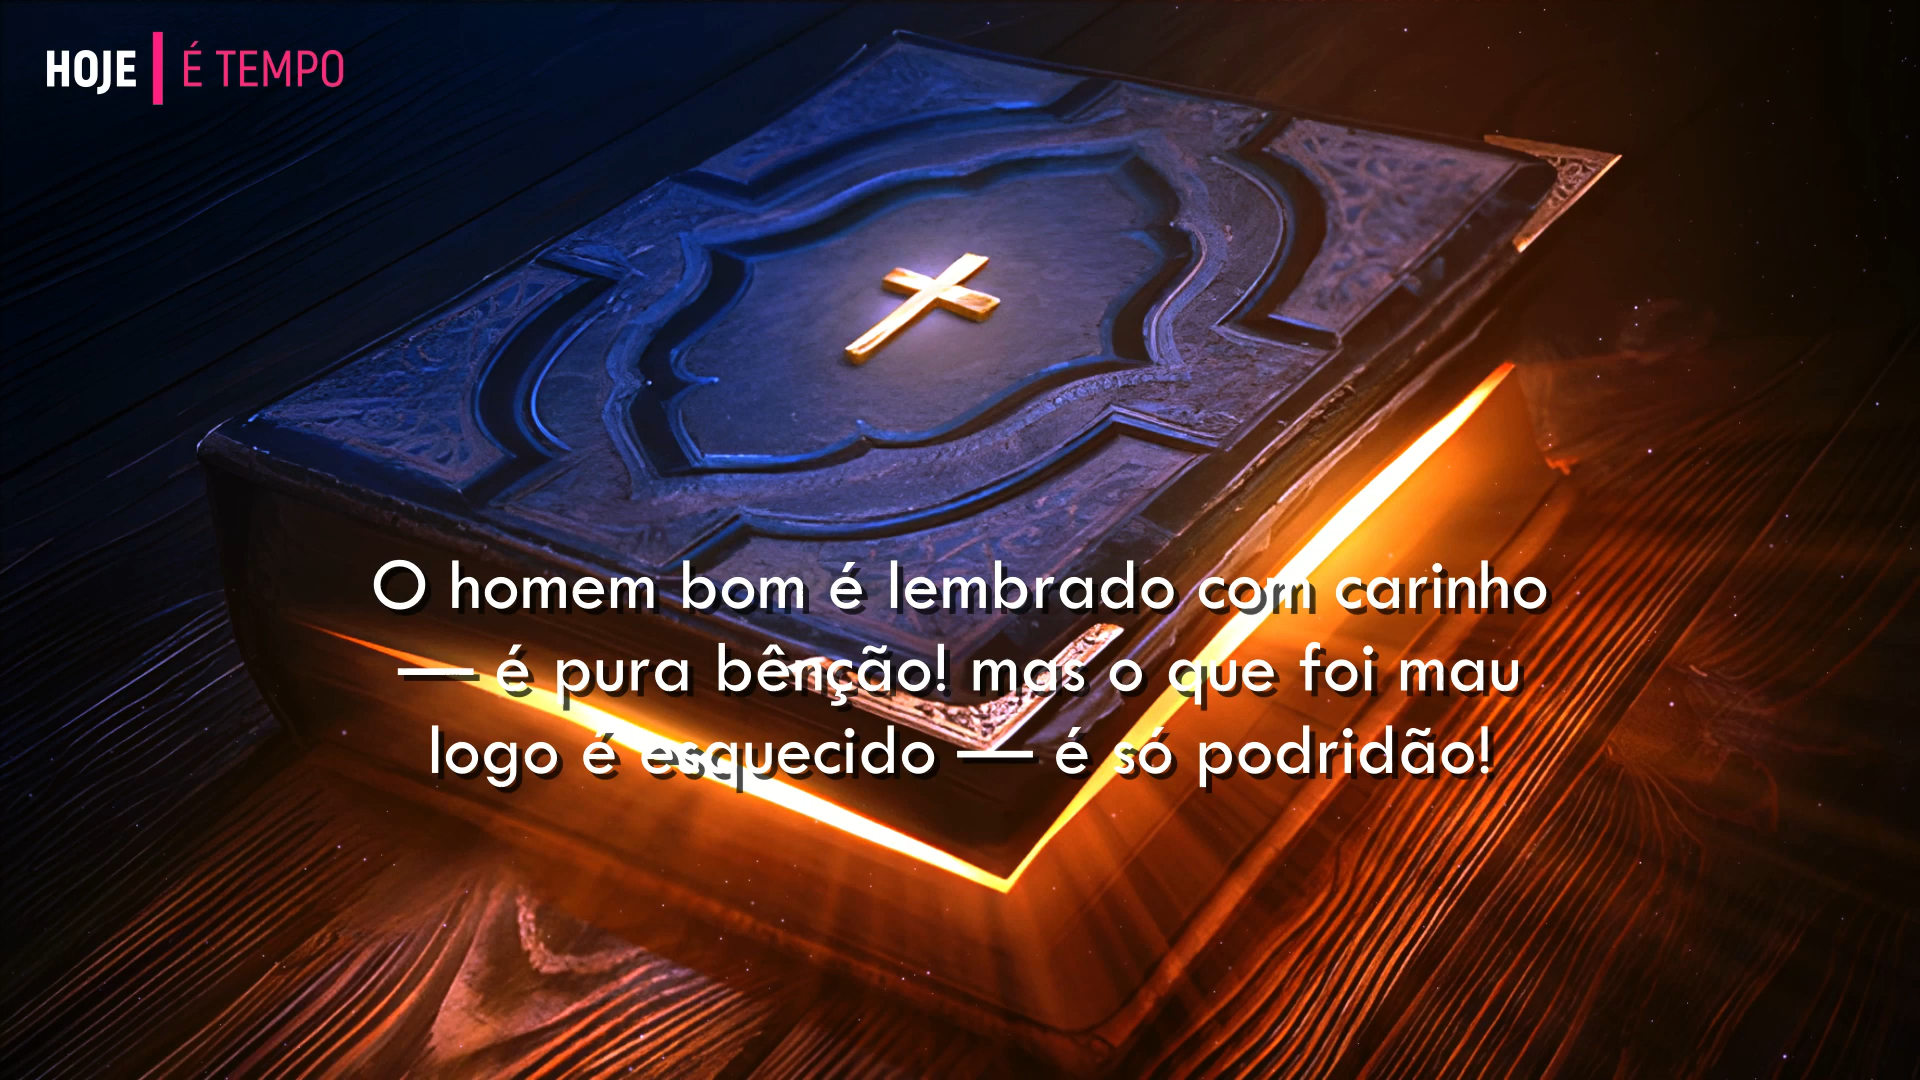 HOJE É TEMPO
O homem bom é lembrado com carinho
— é pura bênção! mas o que foi mau
logo é esquecido — é só podridão!